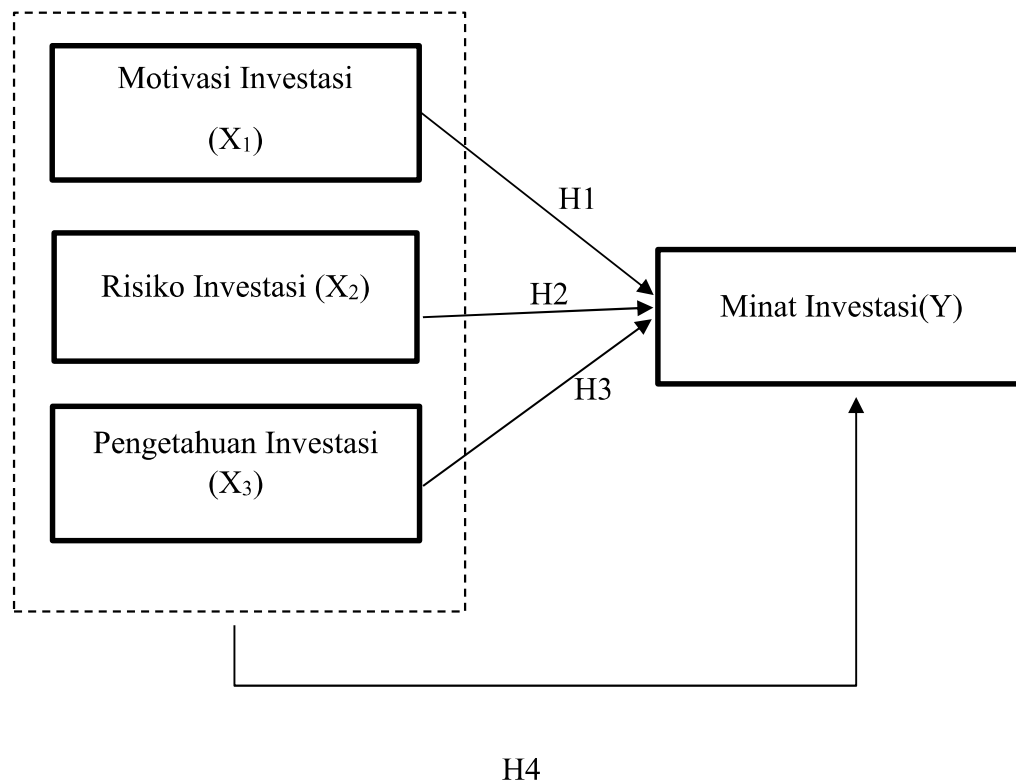 Motivasi Investasi
(X₁)
H1
Risiko Investasi (X₂)
H2
Minat Investasi(Y)
H3
Pengetahuan Investasi
(X₃)
H4